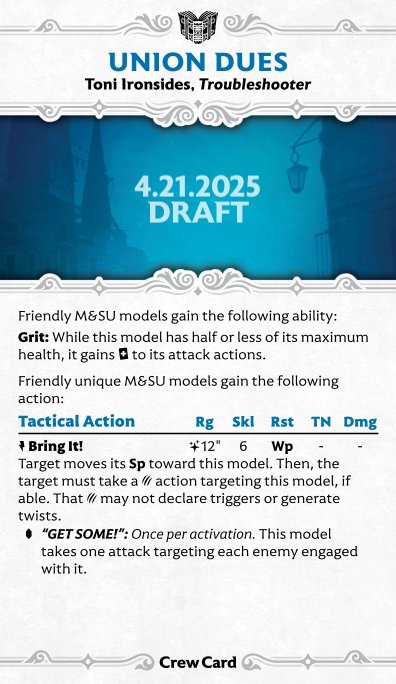 UNION DUES
Toni Ironsides, Troubleshooter
4.21.2025
DRAFT
Friendly M&SU models gain the following ability:
Grit: While this model has half or less of its maximum
health, it gains to its attack actions.
Friendly unique M&SU models gain the following
action:
Tactical Action Rg Skl Rst TN Dmg
Bring It! 12" 6 Wp - -
Target moves its Sp toward this model. Then, the
target must take a action targeting this model, if
able. That may not declare triggers or generate
twists.
"GET SOME!": Once per activation. This model
takes one attack targeting each enemy engaged
with it.
Crew Card